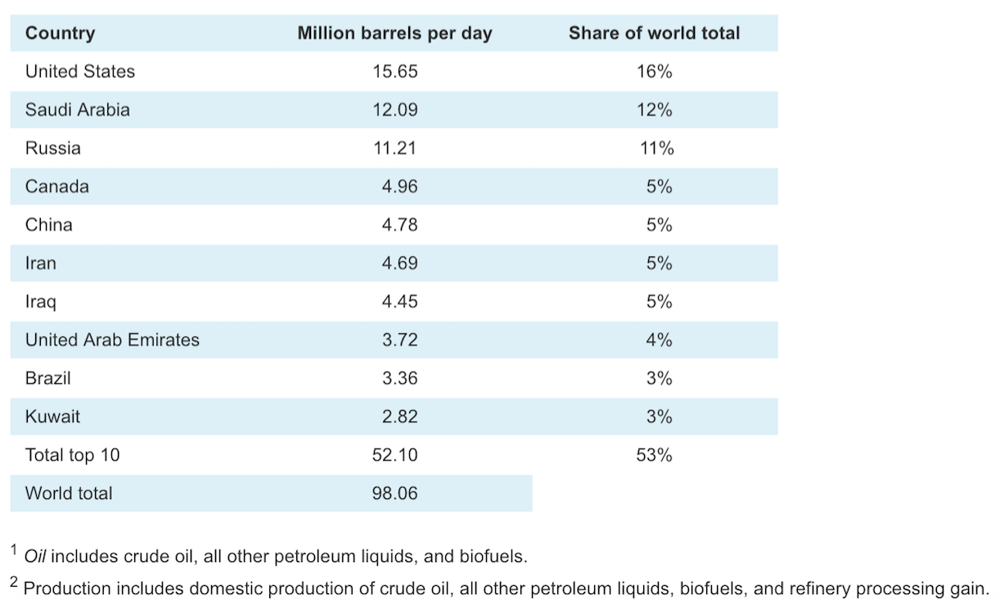 Country Million barrels per day Share of world total
United States 15.65 16%
Saudi Arabia 12.09 12%
Russia 11.21 11%
Canada 4.96 5%
China 4.78 5%
Iran 4.69 5%
Iraq 4.45 5%
United Arab Emirates 3.72 4%
Brazil 3.36 3%
Kuwait 2.82 3%
Total top 10 52.10 53%
World total 98.06
1 Oil includes crude oil, all other petroleum liquids, and biofuels.
2 Production includes domestic production of crude oil, all other petroleum liquids, biofuels, and refinery processing gain.